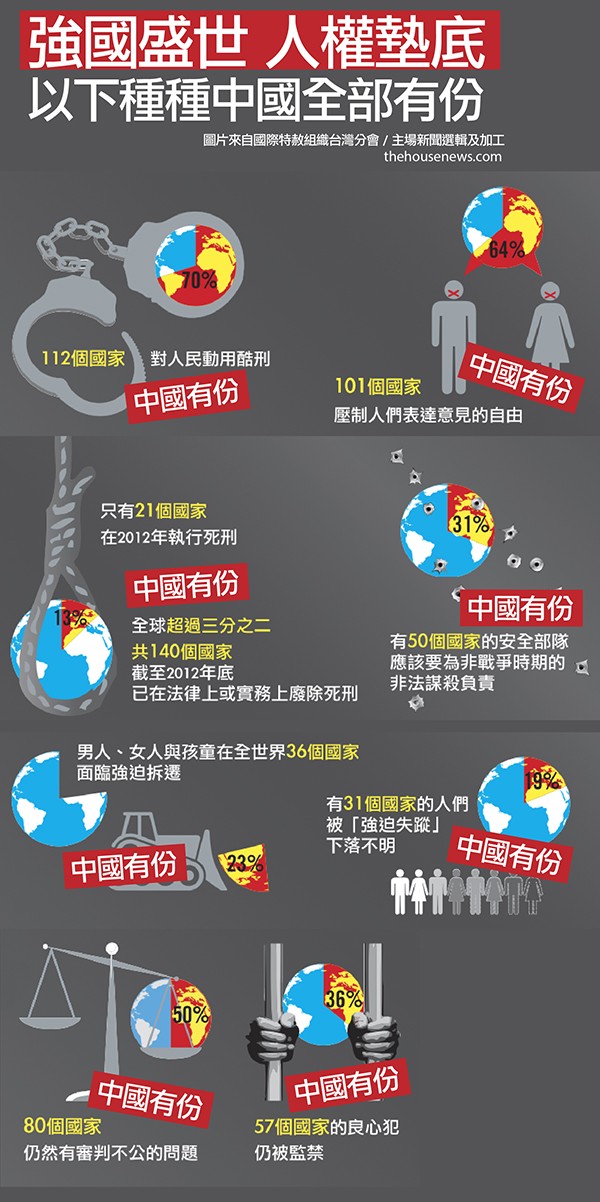 強國盛世 人權墊底
以下種種中國全部有份
圖片來自國際特赦組織台灣分會 / 主場新聞選輯及加工
thehousenews.com
70%
112個國家 對人民動用酷刑
中國有份
64%
中國有份
101個國家
壓制人們表達意見的自由
只有21個國家
在2012年執行死刑
中國有份
13%
全球超過三分之二
共140個國家
截至2012年底
已在法律上或實務上廢除死刑
31%
中國有份
有50個國家的安全部隊
應該要為非戰爭時期的
非法謀殺負責
男人、女人與孩童在全世界36個國家
面臨強迫拆遷
中國有份
23%
19%
有31個國家的人們
被「強迫失蹤」
下落不明
中國有份
50%
中國有份
80個國家
仍然有審判不公的問題
36%
中國有份
57個國家的良心犯
仍被監禁